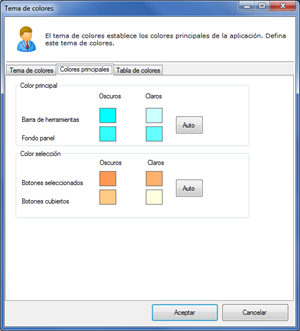 Tema de colores
El tema de colores establece los colores principales de la aplicación. Defina
este tema de colores.
Tema de colores Colores principales Tabla de colores
Color principal
Oscuros Claros
Barra de herramientas
Auto
Fondo panel
Color selección
Oscuros Claros
Botones seleccionados
Auto
Botones cubiertos
Aceptar Cancelar